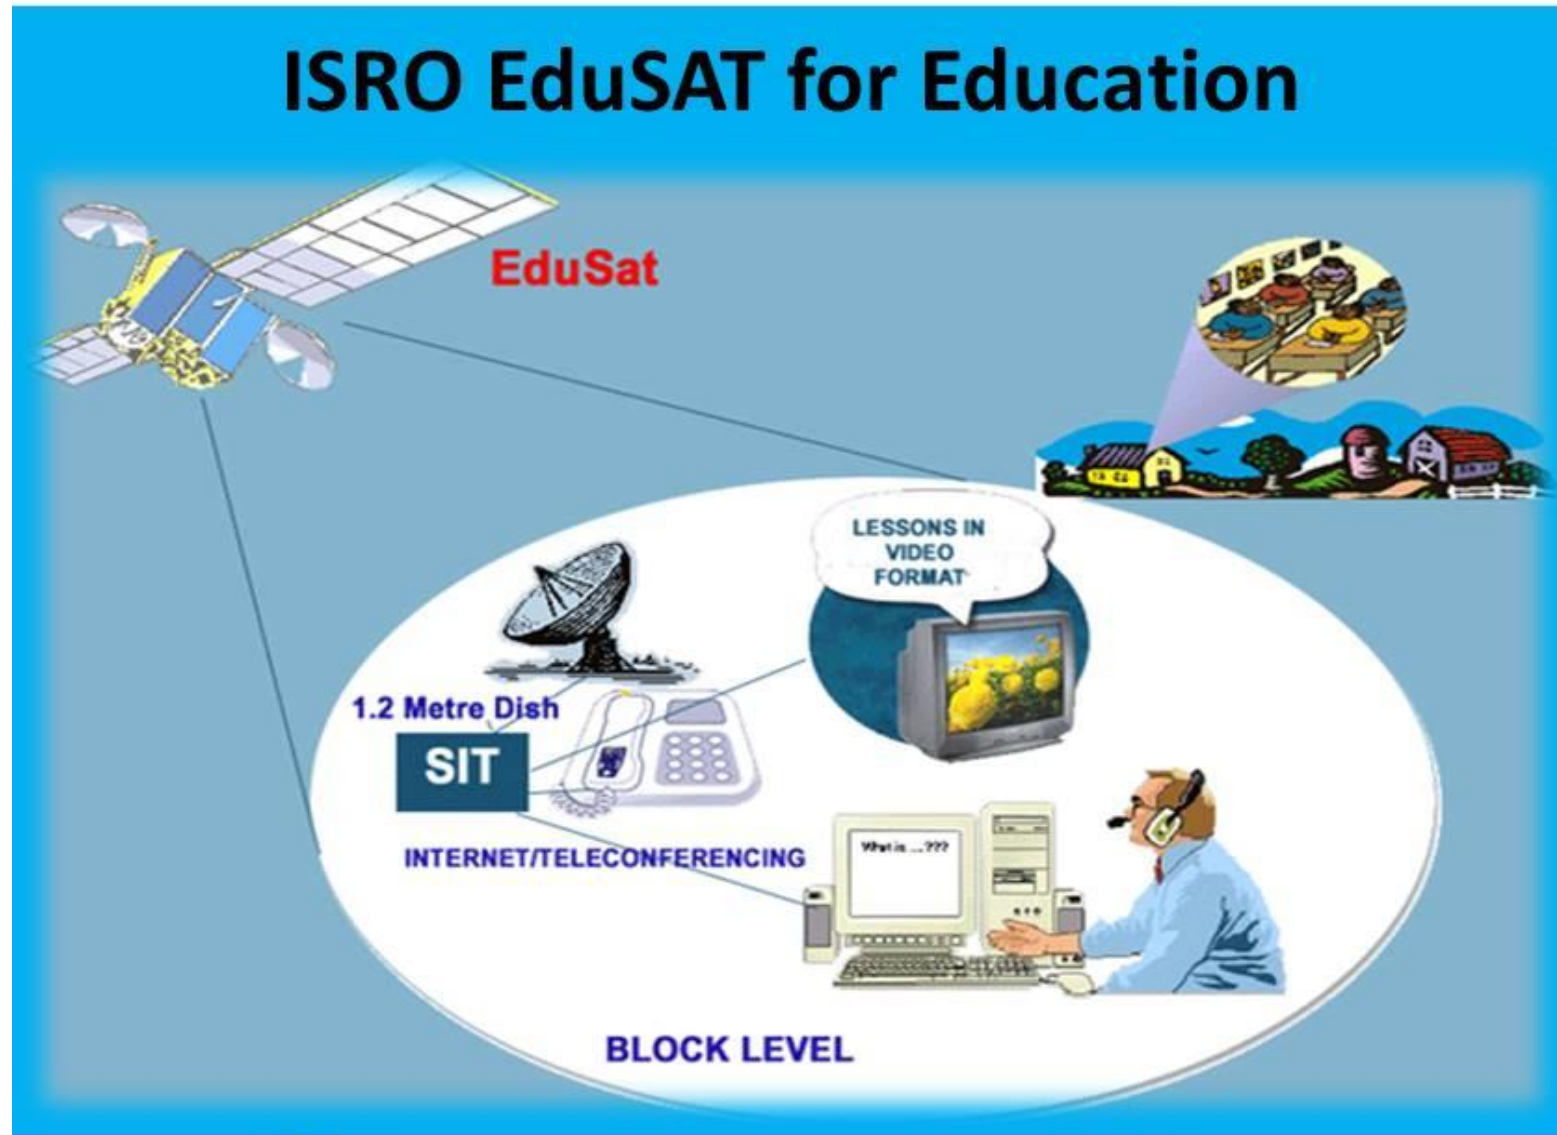 ISRO EduSAT for Education
EduSat
LESSONS IN
VIDEO
FORMAT
1.2 Metre Dish
SIT
What is ....???
INTERNET/TELECONFERENCING
BLOCK LEVEL